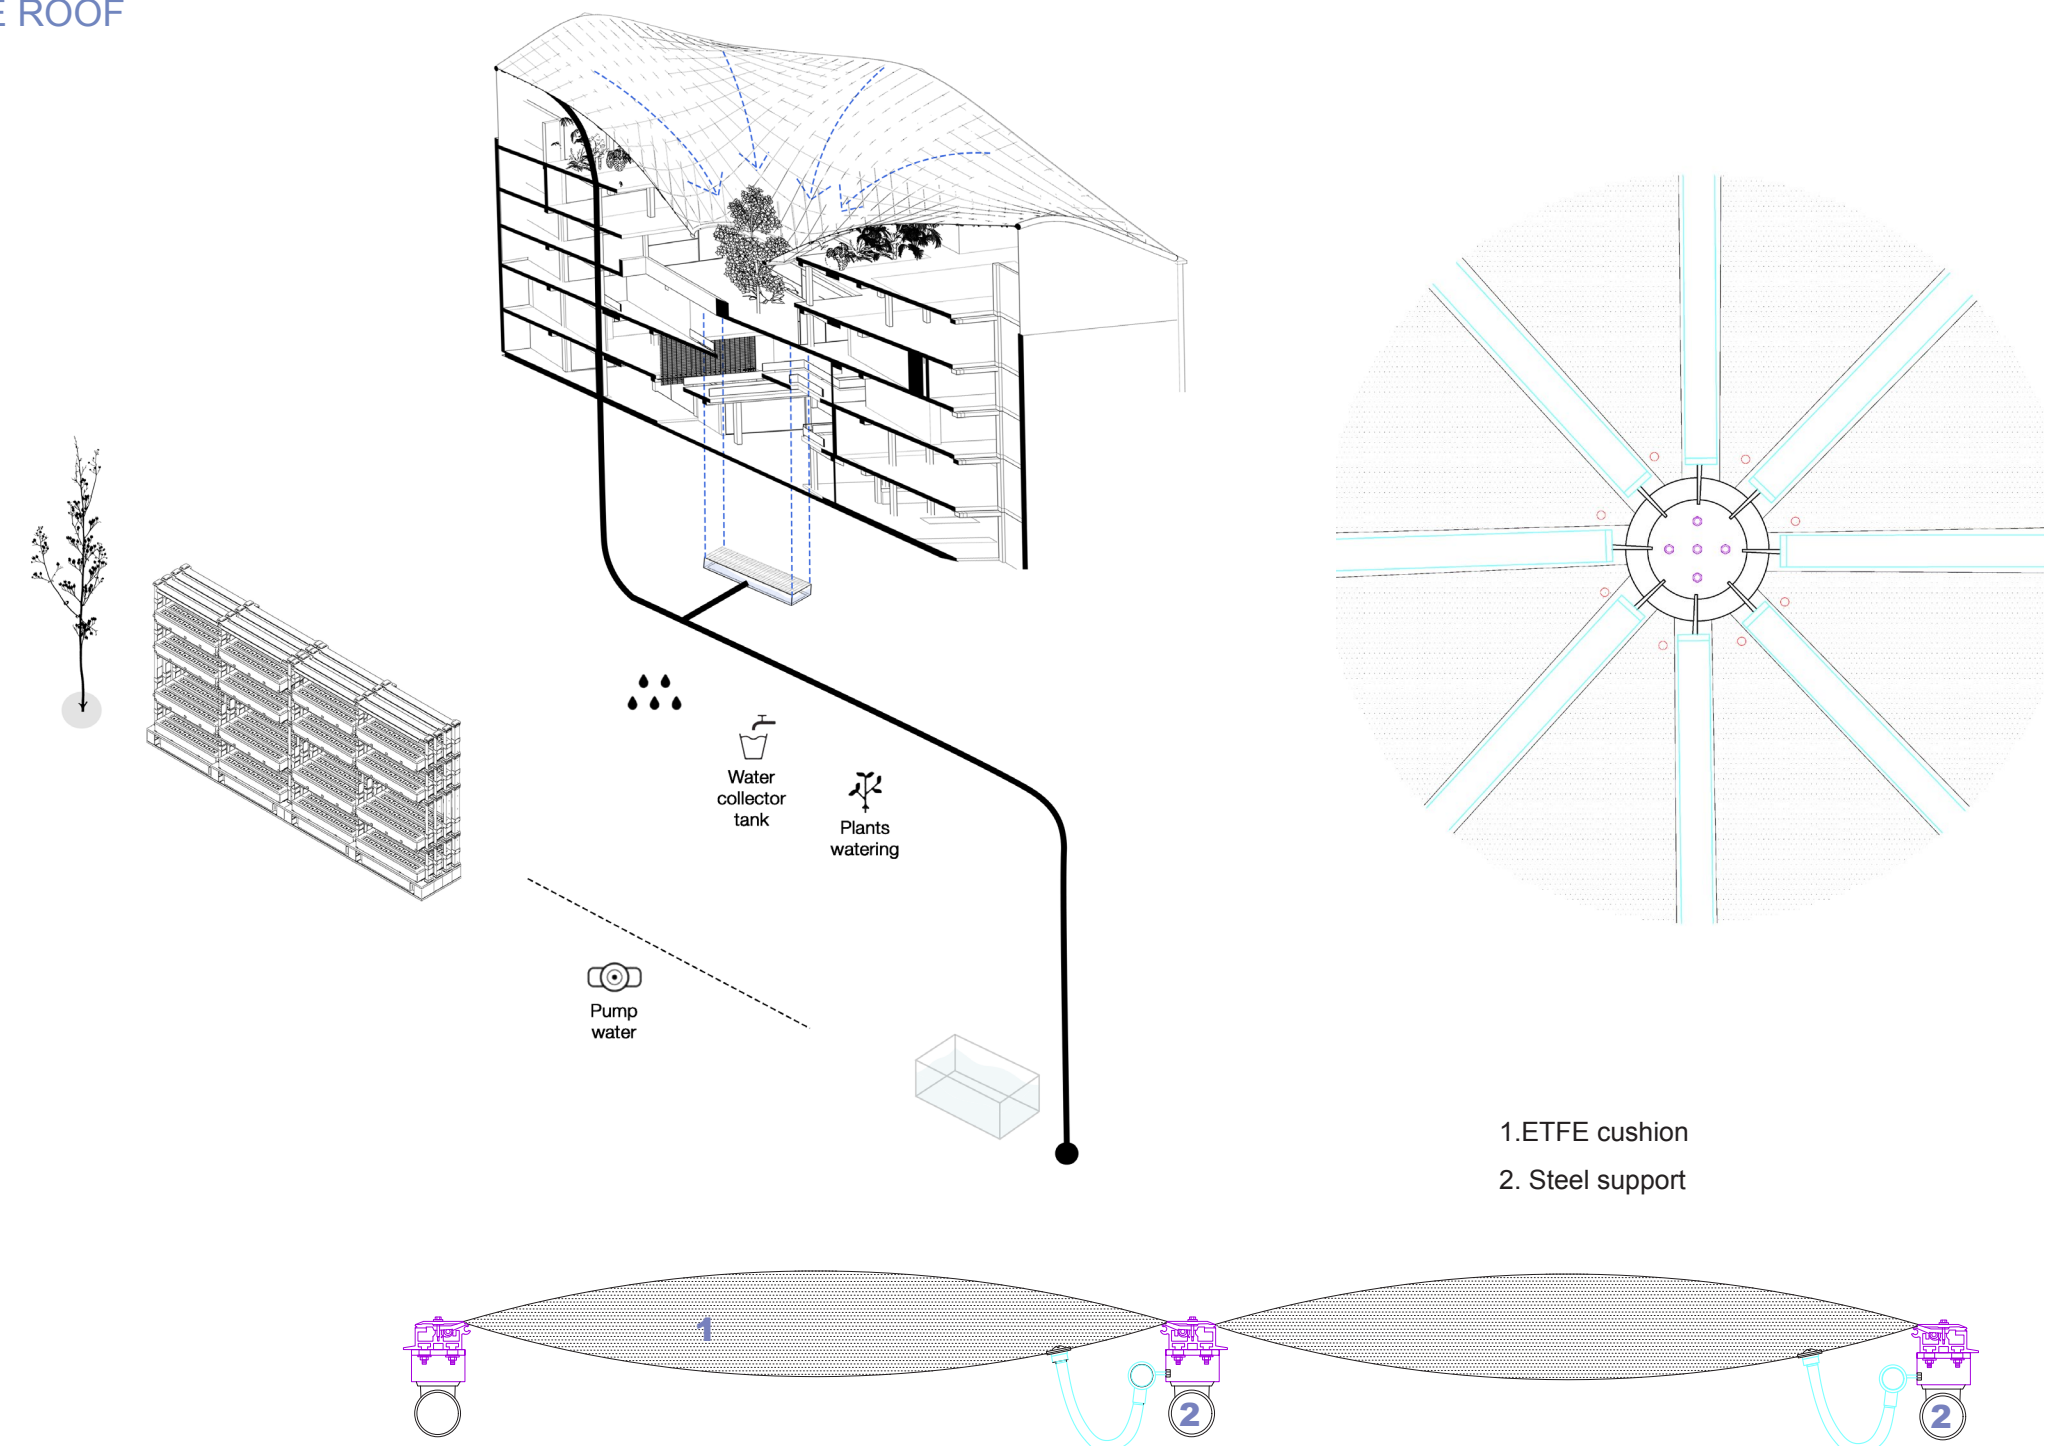 E ROOF
Water
collector
tank
Plants
watering
Pump
water
1.ETFE cushion
2. Steel support
1
2
2